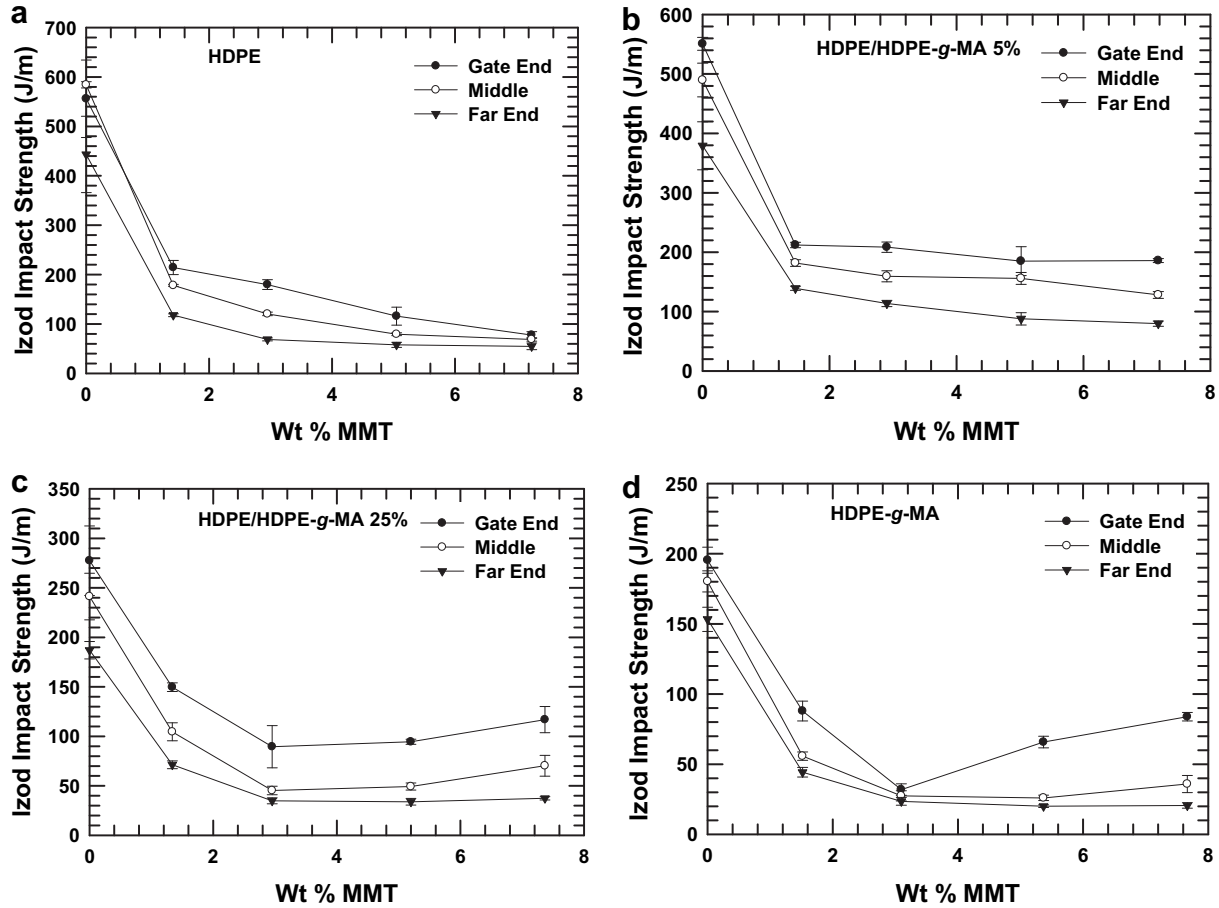 a
HDPE
Gate End
Middle
Far End
Izod Impact Strength (J/m)
700
600
500
400
300
200
100
0
0 2 4 6 8
Wt % MMT
b
HDPE/HDPE-g-MA 5%
Gate End
Middle
Far End
Izod Impact Strength (J/m)
600
500
400
300
200
100
0
0 2 4 6 8
Wt % MMT
c
HDPE/HDPE-g-MA 25%
Gate End
Middle
Far End
Izod Impact Strength (J/m)
350
300
250
200
150
100
50
0
0 2 4 6 8
Wt % MMT
d
HDPE-g-MA
Gate End
Middle
Far End
Izod Impact Strength (J/m)
250
200
150
100
50
0
0 2 4 6 8
Wt % MMT